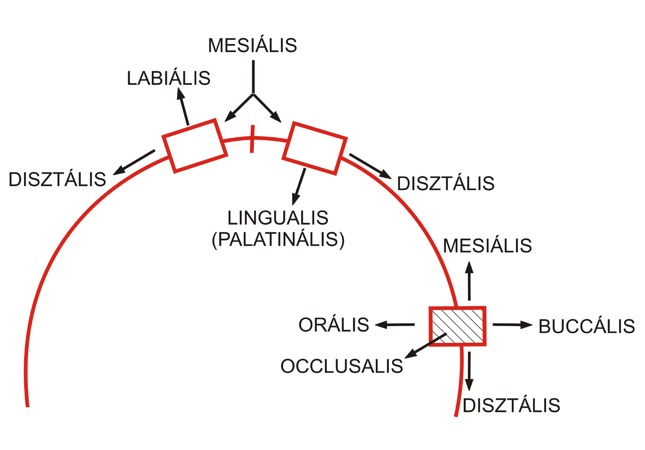 MESIÁLIS
LABIÁLIS
DISZTÁLIS
DISZTÁLIS
LINGUALIS
(PALATINÁLIS)
MESIÁLIS
ORÁLIS
BUCCÁLIS
OCCLUSALIS
DISZTÁLIS